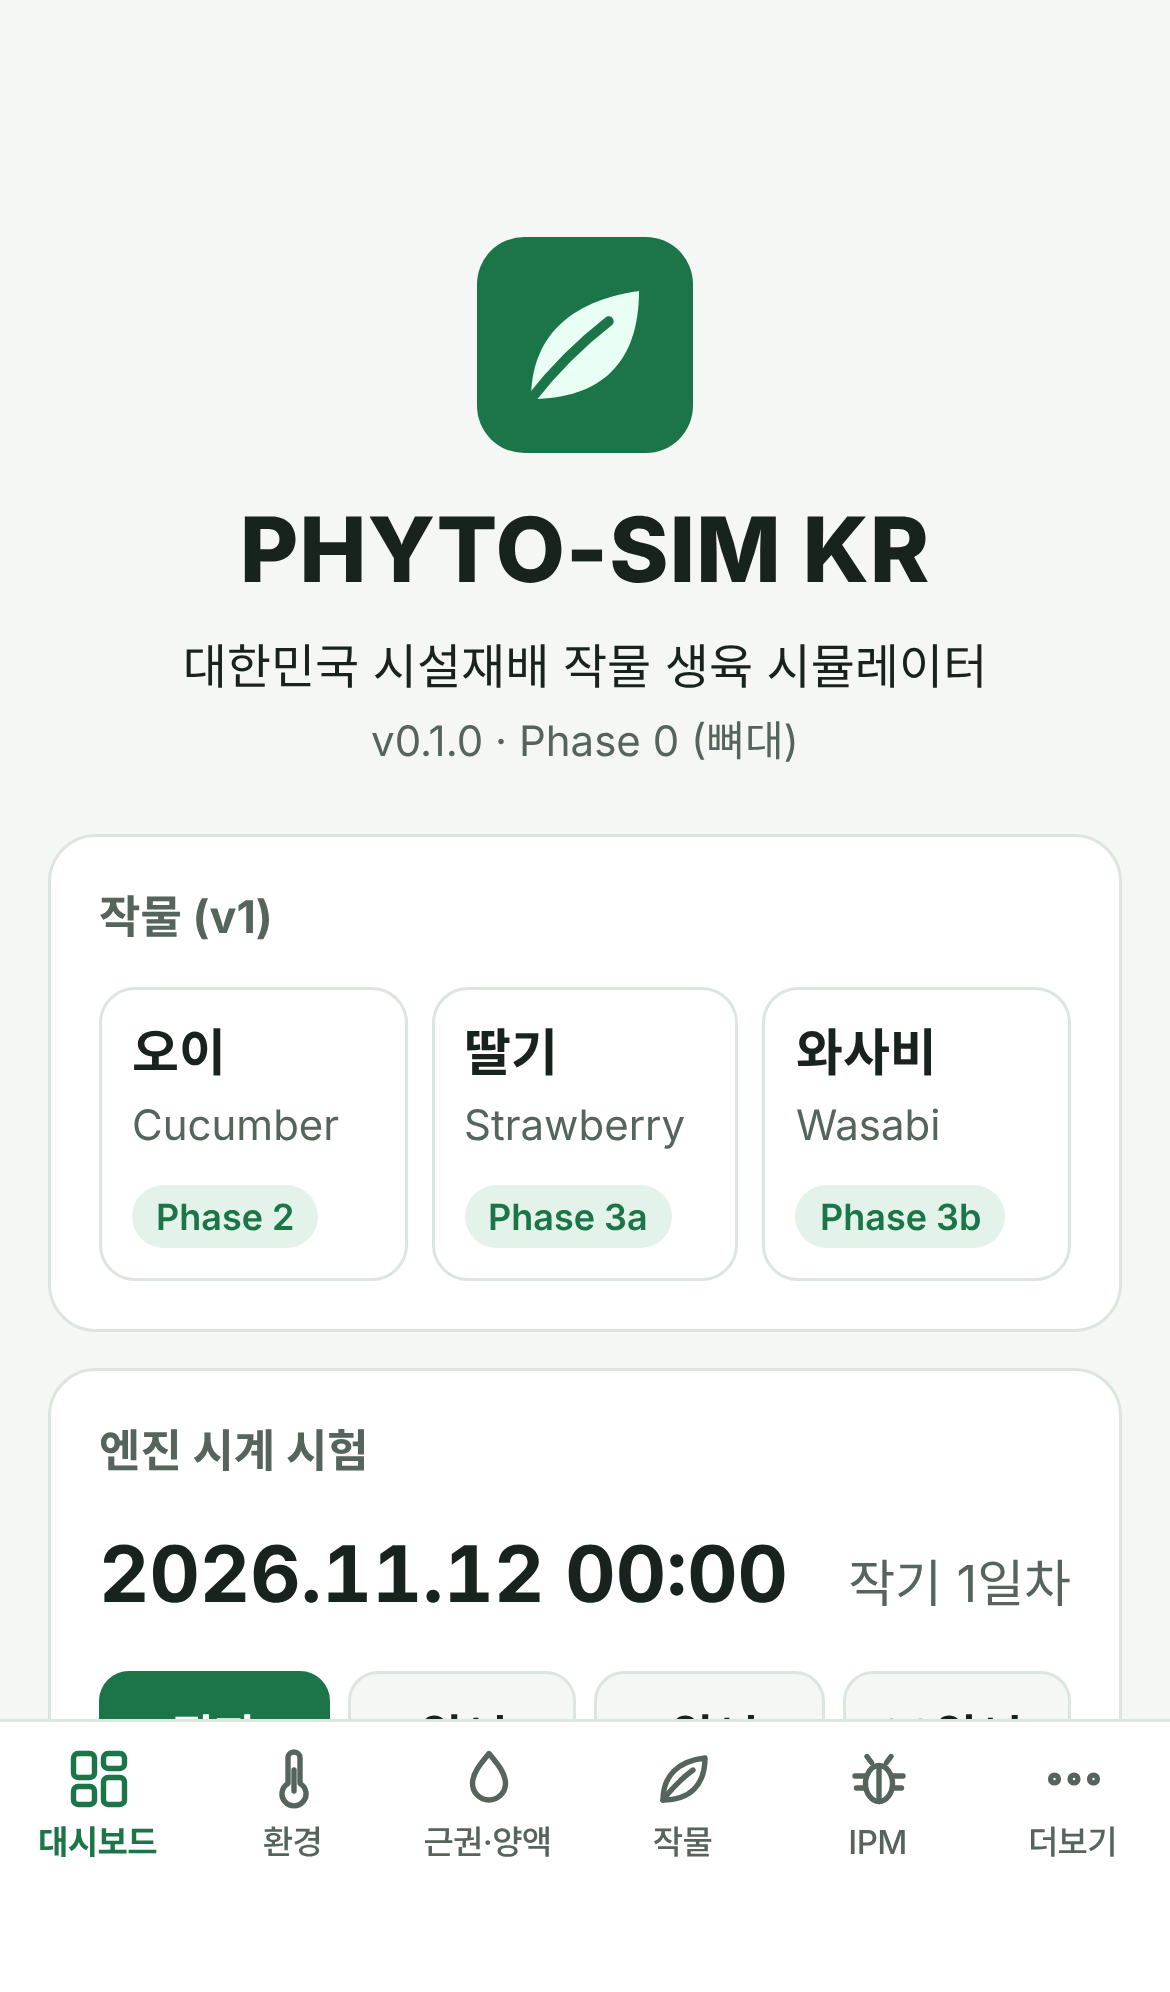 PHYTO-SIM KR
대한민국 시설재배 작물 생육 시뮬레이터
v0.1.0 · Phase 0 (뼈대)
작물 (v1)
오이
Cucumber
Phase 2
딸기
Strawberry
Phase 3a
와사비
Wasabi
Phase 3b
엔진 시계 시험
2026.11.12 00:00 작기 1일차
대시보드 환경 근권·양액 작물 IPM 더보기